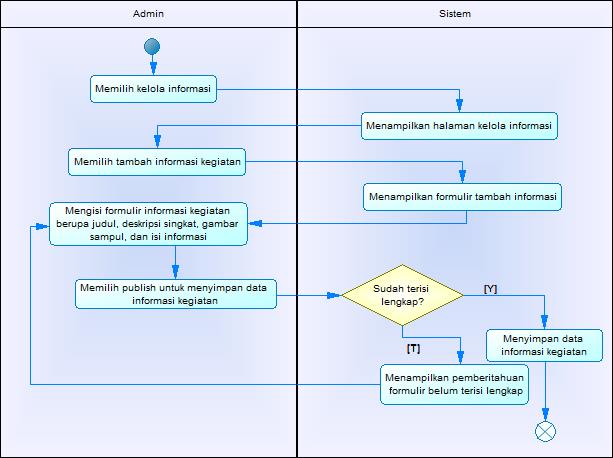 Admin
Sistem
Memilih kelola informasi
Menampilkan halaman kelola informasi
Memilih tambah informasi kegiatan
Menampilkan formulir tambah informasi
Mengisi formulir informasi kegiatan
berupa judul, deskripsi singkat, gambar
sampul, dan isi informasi
Memilih publish untuk menyimpan data
informasi kegiatan
Sudah terisi
lengkap?
[Y]
[T]
Menyimpan data
informasi kegiatan
Menampilkan pemberitahuan
formulir belum terisi lengkap